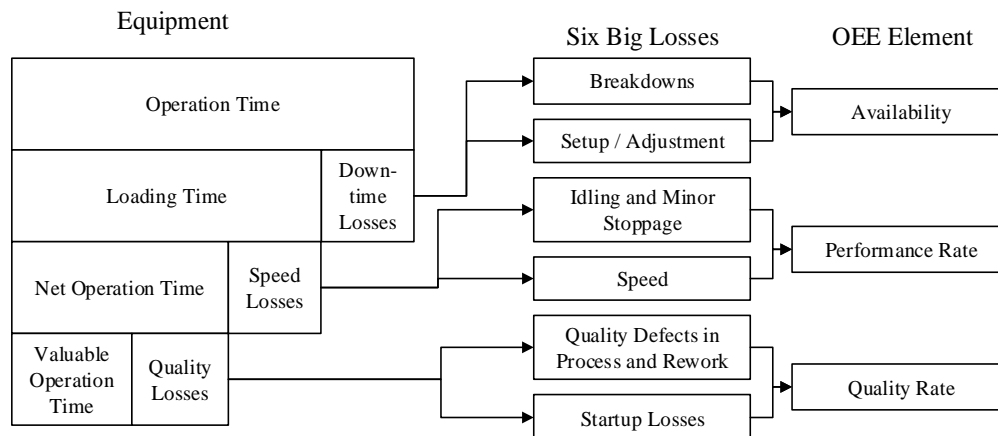 Equipment
Six Big Losses
OEE Element
Operation Time
Loading Time
Down-
time
Losses
Net Operation Time
Speed
Losses
Valuable
Operation
Time
Quality
Losses
Breakdowns
Setup / Adjustment
Idling and Minor
Stoppage
Speed
Quality Defects in
Process and Rework
Startup Losses
Availability
Performance Rate
Quality Rate